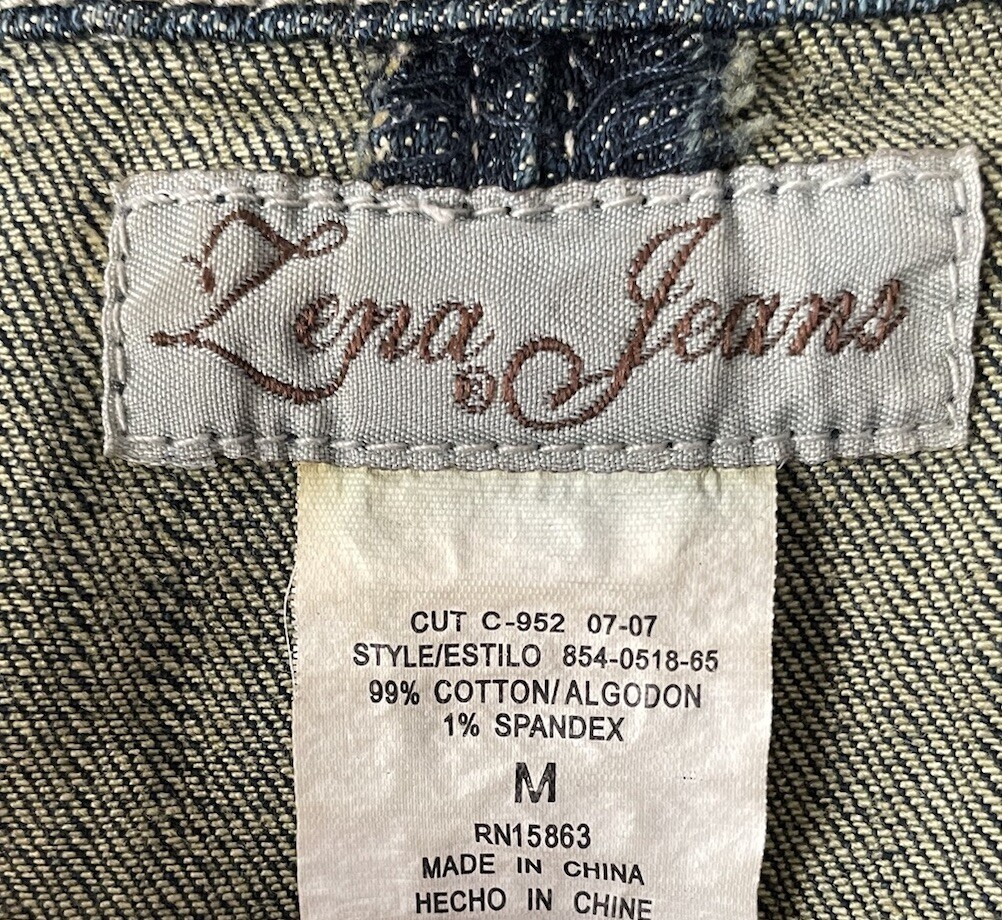 Zena® Jeans
CUT C-952 07-07
STYLE/ESTILO 854-0518-65
99% COTTON/ALGODON
1% SPANDEX
M
RN15863
MADE IN CHINA
HECHO IN CHINE